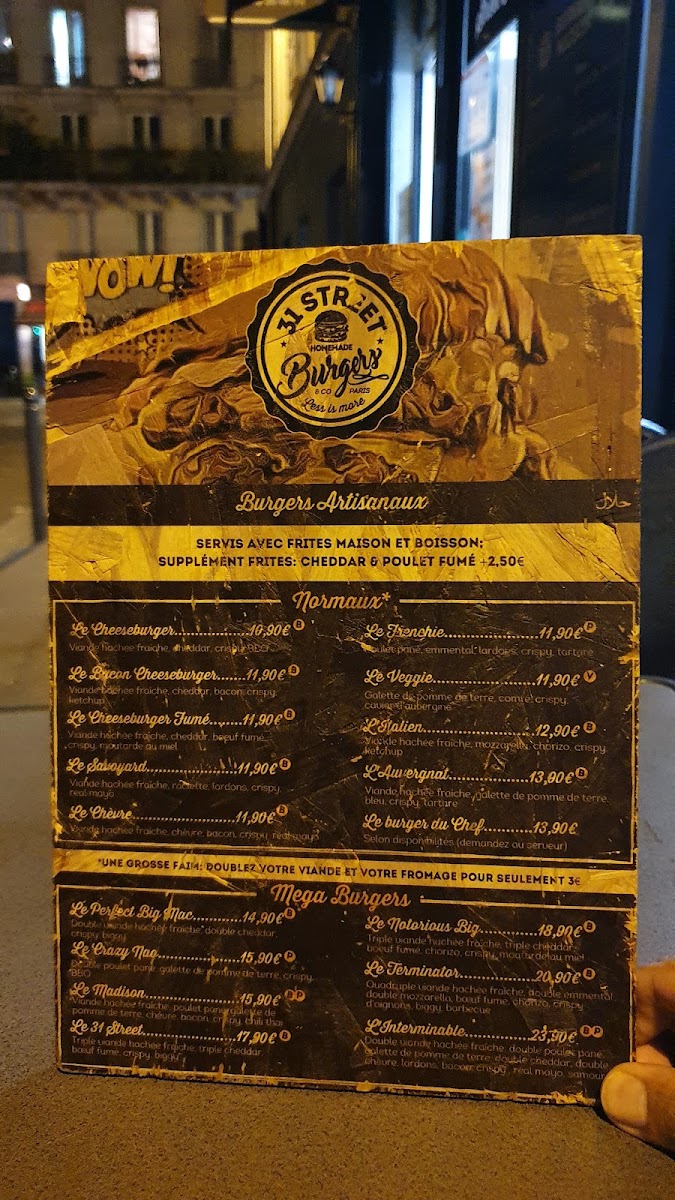 WOW!
31 STREET
HOMEMADE
Burgers
& CO PARIS
Less is more
Burgers Artisanaux
حلال
SERVIS AVEC FRITES MAISON ET BOISSON;
SUPPLÉMENT FRITES: CHEDDAR & POULET FUMÉ +2,50€
Normaux*
Le Cheeseburger 10,90€ B
Viande hachée fraîche, cheddar, crispy, BBQ
Le Bacon Cheeseburger 11,90€ B
Viande hachée fraîche, cheddar, bacon, crispy,
ketchup
Le Cheeseburger Fumé 11,90€ B
Viande hachée fraîche, cheddar, bœuf fumé,
crispy, moutarde au miel
Le Savoyard 11,90€ B
Viande hachée fraîche, raclette, lardons, crispy,
real mayo
Le Chèvre 11,90€ B
Viande hachée fraîche, chèvre, bacon, crispy, real mayo
Le Frenchie 11,90€ P
Poulet pané, emmental, lardons, crispy, tartare
Le Veggie 11,90€ V
Galette de pomme de terre, comté, crispy,
caviar d'aubergine
L'Italien 12,90€ B
Viande hachée fraîche, mozzarella, chorizo, crispy,
ketchup
L'Auvergnat 13,90€ B
Viande hachée fraîche, galette de pomme de terre,
bleu, crispy, tartare
Le burger du Chef 13,90€
Selon disponibilités (demandez au serveur)
*UNE GROSSE FAIM: DOUBLEZ VOTRE VIANDE ET VOTRE FROMAGE POUR SEULEMENT 3€
Mega Burgers
Le Perfect Big Mac 14,90€ B
Double viande hachée fraîche, double cheddar,
crispy, biggy
Le Crazy Nag 15,90€ P
Double poulet pané, galette de pomme de terre, crispy,
BBQ
Le Madison 15,90€ B P
Viande hachée fraîche, poulet pané, galette de
pomme de terre, chèvre, bacon, crispy, chili thai
Le 31 Street 17,90€ B
Triple viande hachée fraîche, triple cheddar,
bœuf fumé, crispy, biggy
Le Notorious Big 18,90€ B
Triple viande hachée fraîche, triple cheddar,
bœuf fumé, chorizo, crispy, moutarde au miel
Le Terminator 20,90€ B
Quadruple viande hachée fraîche, double emmental,
double mozzarella, bœuf fumé, chorizo, crispy
d'oignons, biggy, barbecue
L'Interminable 23,90€ B P
Double viande hachée fraîche, double poulet pané,
galette de pomme de terre, double cheddar, double
chèvre, lardons, bacon, crispy, real mayo, samouraï